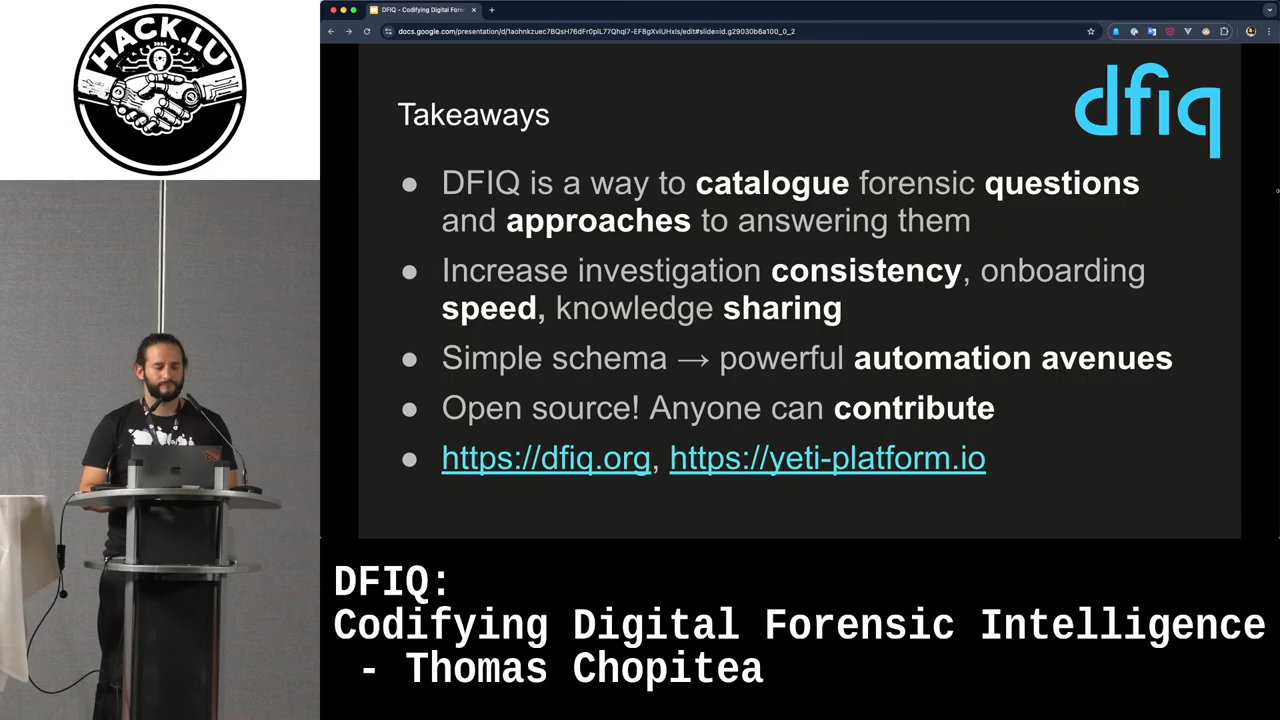 HACK.LU
2024
DFIQ - Codifying Digital Foren
docs.google.com/presentation/d/1aohnkzuec7BQsH76dFr0pIL77Qhqi7-EF8gXviUHxis/edit#slide=id.g29030b6a100_0_2
dfiq
Takeaways
● DFIQ is a way to catalogue forensic questions
and approaches to answering them
● Increase investigation consistency, onboarding
speed, knowledge sharing
● Simple schema → powerful automation avenues
● Open source! Anyone can contribute
● https://dfiq.org, https://yeti-platform.io
DFIQ:
Codifying Digital Forensic Intelligence
- Thomas Chopitea